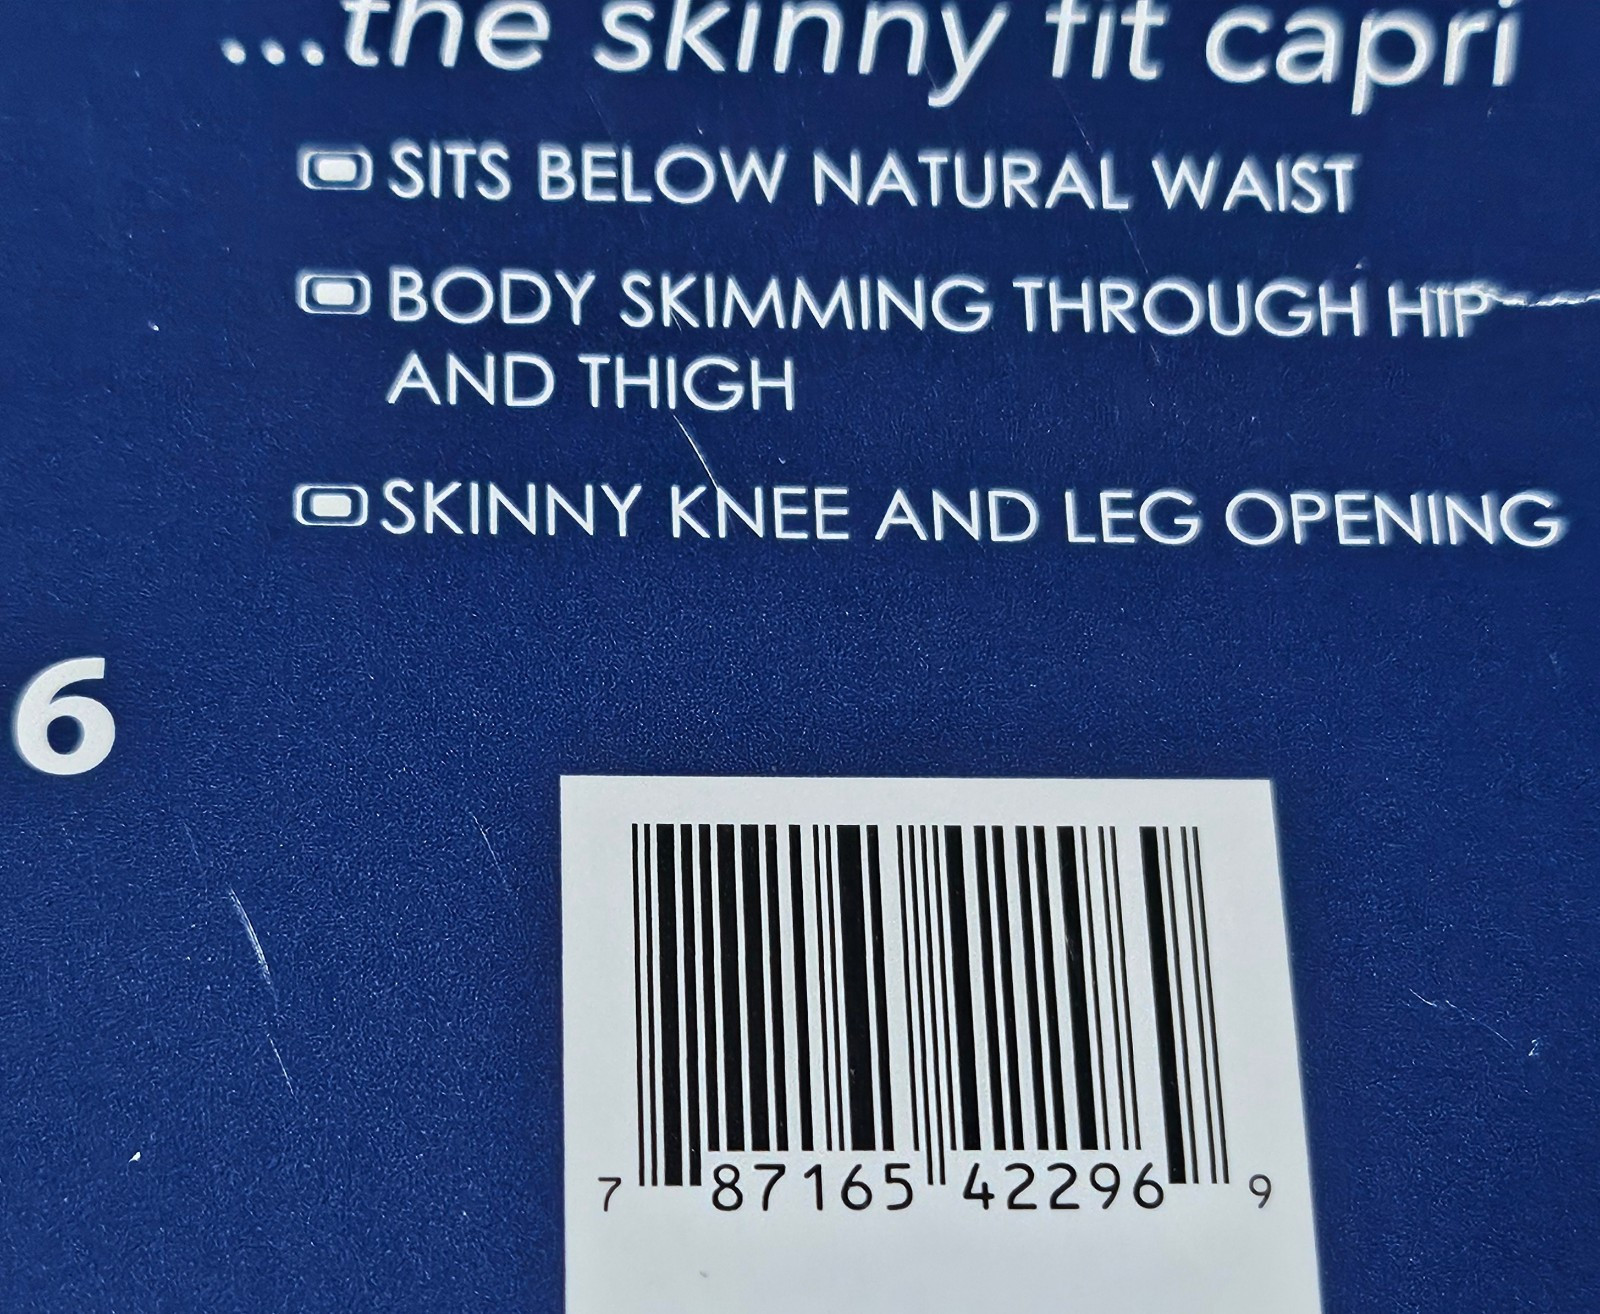 ...the skinny fit capri
SITS BELOW NATURAL WAIST
BODY SKIMMING THROUGH HIP
AND THIGH
SKINNY KNEE AND LEG OPENING
6
7 87165 42296 9